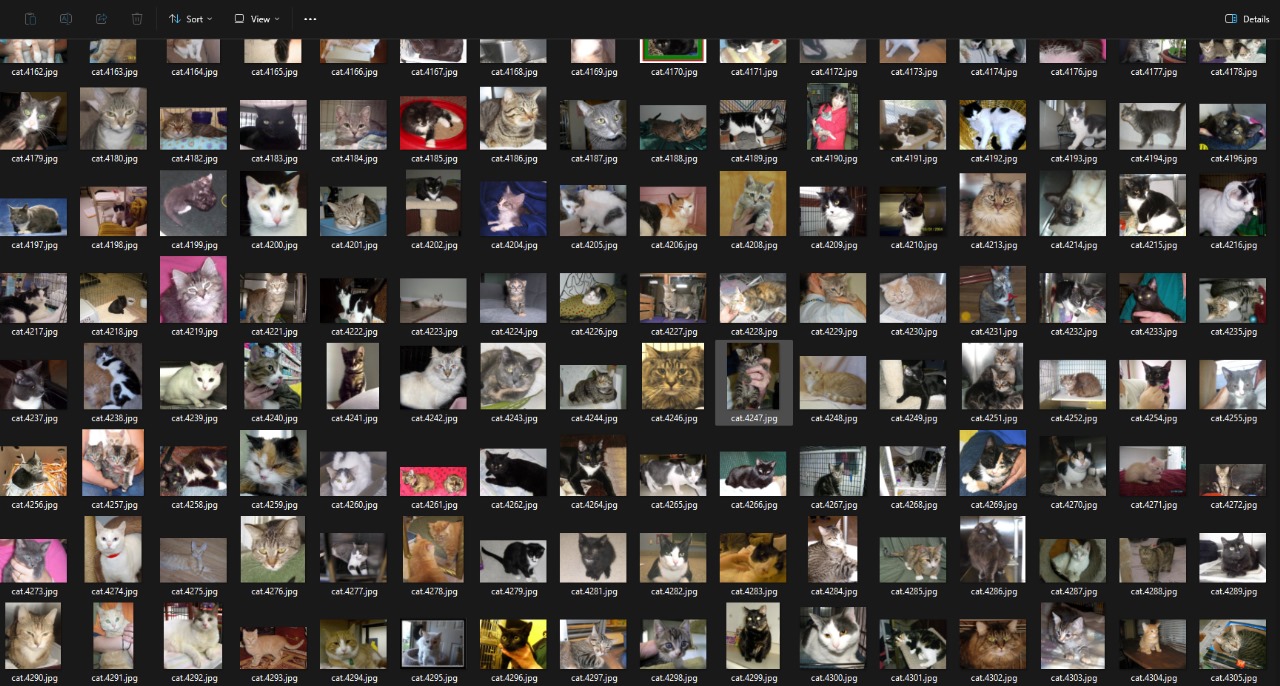 Sort View ... Details
cat.4162.jpg cat.4163.jpg cat.4164.jpg cat.4165.jpg cat.4166.jpg cat.4167.jpg cat.4168.jpg cat.4169.jpg cat.4170.jpg cat.4171.jpg cat.4172.jpg cat.4173.jpg cat.4174.jpg cat.4176.jpg cat.4177.jpg cat.4178.jpg
cat.4179.jpg cat.4180.jpg cat.4182.jpg cat.4183.jpg cat.4184.jpg cat.4185.jpg cat.4186.jpg cat.4187.jpg cat.4188.jpg cat.4189.jpg cat.4190.jpg cat.4191.jpg cat.4192.jpg cat.4193.jpg cat.4194.jpg cat.4196.jpg
cat.4197.jpg cat.4198.jpg cat.4199.jpg cat.4200.jpg cat.4201.jpg cat.4202.jpg cat.4204.jpg cat.4205.jpg cat.4206.jpg cat.4208.jpg cat.4209.jpg cat.4210.jpg cat.4213.jpg cat.4214.jpg cat.4215.jpg cat.4216.jpg
cat.4217.jpg cat.4218.jpg cat.4219.jpg cat.4221.jpg cat.4222.jpg cat.4223.jpg cat.4224.jpg cat.4226.jpg cat.4227.jpg cat.4228.jpg cat.4229.jpg cat.4230.jpg cat.4231.jpg cat.4232.jpg cat.4233.jpg cat.4235.jpg
cat.4237.jpg cat.4238.jpg cat.4239.jpg cat.4240.jpg cat.4241.jpg cat.4242.jpg cat.4243.jpg cat.4244.jpg cat.4246.jpg cat.4247.jpg cat.4248.jpg cat.4249.jpg cat.4251.jpg cat.4252.jpg cat.4254.jpg cat.4255.jpg
cat.4256.jpg cat.4257.jpg cat.4258.jpg cat.4259.jpg cat.4260.jpg cat.4261.jpg cat.4262.jpg cat.4264.jpg cat.4265.jpg cat.4266.jpg cat.4267.jpg cat.4268.jpg cat.4269.jpg cat.4270.jpg cat.4271.jpg cat.4272.jpg
cat.4273.jpg cat.4274.jpg cat.4275.jpg cat.4276.jpg cat.4277.jpg cat.4278.jpg cat.4279.jpg cat.4281.jpg cat.4282.jpg cat.4283.jpg cat.4284.jpg cat.4285.jpg cat.4286.jpg cat.4287.jpg cat.4288.jpg cat.4289.jpg
cat.4290.jpg cat.4291.jpg cat.4292.jpg cat.4293.jpg cat.4294.jpg cat.4295.jpg cat.4296.jpg cat.4297.jpg cat.4298.jpg cat.4299.jpg cat.4300.jpg cat.4301.jpg cat.4302.jpg cat.4303.jpg cat.4304.jpg cat.4305.jpg